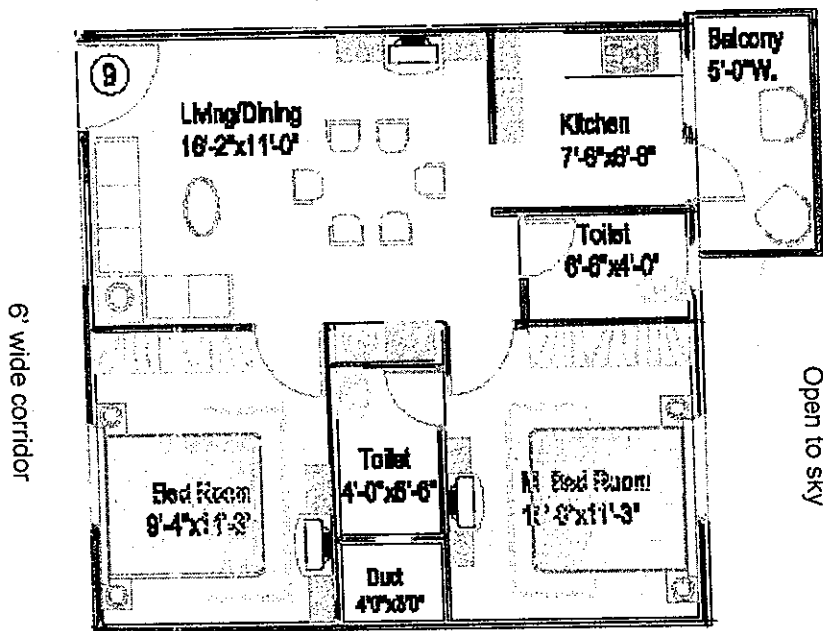 9
Living/Dining
16'-2"x11'-0"
Kitchen
7'-6"x6'-8"
Balcony
5'-0"W.
Toilet
6'-6"x4'-0"
6' wide corridor
Open to sky
Bed Room
9'-4"x11'-3"
Toilet
4'-0"x6'-6"
M. Bed Room
x11'-3"
Duct
4'0"x3'0"